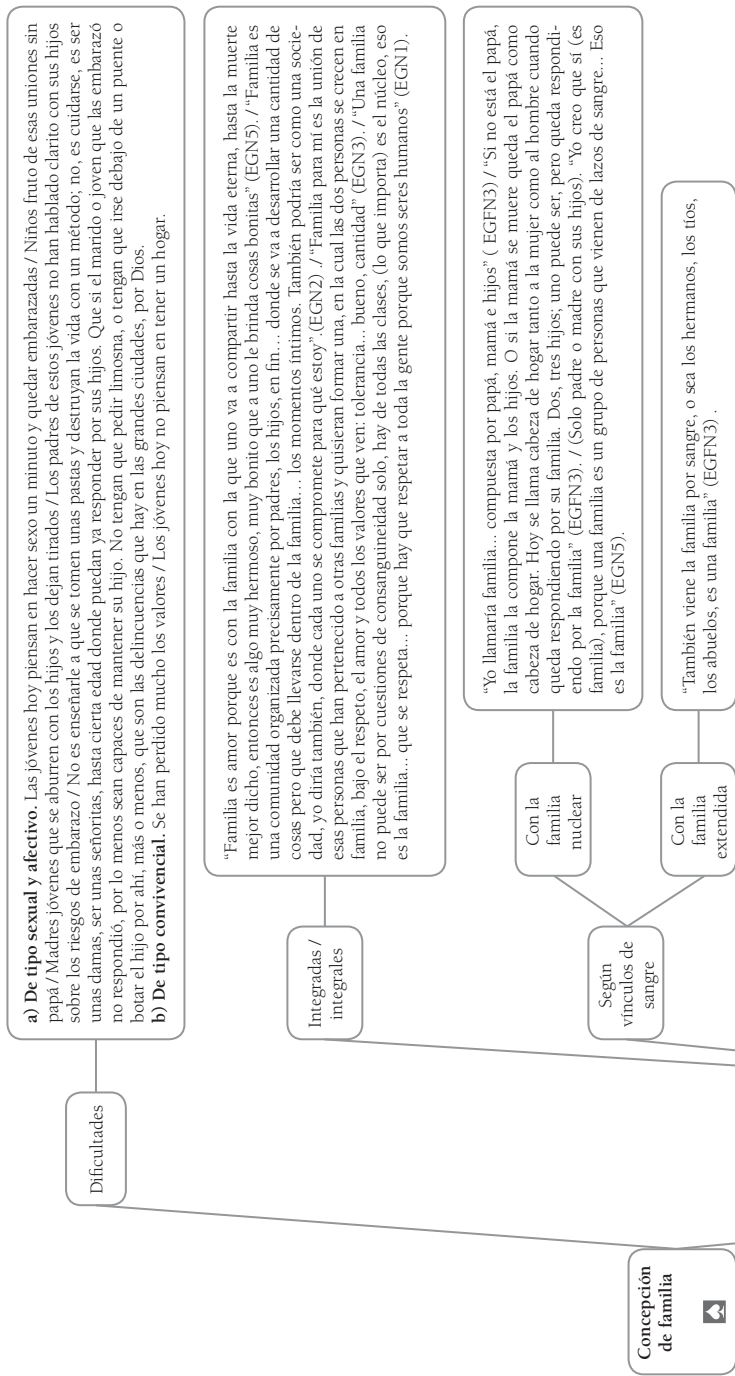 Concepción
de familia
Dificultades
a) De tipo sexual y afectivo. Las jóvenes hoy piensan en hacer sexo un minuto y quedar embarazadas / Niños fruto de esas uniones sin
papá / Madres jóvenes que se aburren con los hijos y los dejan tirados / Los padres de estos jóvenes no han hablado clarito con sus hijos
sobre los riesgos de embarazo / No es enseñarle a que se tomen unas pastas y destruyan la vida con un método; no, es cuidarse, es ser
unas damas, ser unas señoritas, hasta cierta edad donde puedan ya responder por sus hijos. Que si el marido o joven que las embarazó
no respondió, por lo menos sean capaces de mantener su hijo. No tengan que pedir limosna, o tengan que irse debajo de un puente o
botar el hijo por ahí, más o menos, que son las delincuencias que hay en las grandes ciudades, por Dios.
b) De tipo convivencial. Se han perdido mucho los valores / Los jóvenes hoy no piensan en tener un hogar.
Integradas /
integrales
“Familia es amor porque es con la familia con la que uno va a compartir hasta la vida eterna, hasta la muerte
mejor dicho, entonces es algo muy hermoso, muy bonito que a uno le brinda cosas bonitas” (EGN5). / “Familia es
una comunidad organizada precisamente por padres, los hijos, en fin… donde se va a desarrollar una cantidad de
cosas pero que debe llevarse dentro de la familia… los momentos íntimos. También podría ser como una socie-
dad, yo diría también, donde cada uno se compromete para qué estoy”.(EGN2) / “Familia para mí es la unión de
esas personas que han pertenecido a otras familias y quisieran formar una, en la cual las dos personas se crecen en
familia, bajo el respeto, el amor y todos los valores que ven: tolerancia... bueno, cantidad” (EGN3). / “Una familia
no puede ser por cuestiones de consanguineidad solo, hay de todas las clases, (lo que importa) es el núcleo, eso
es la familia… que se respeta… porque hay que respetar a toda la gente porque somos seres humanos” (EGN1).
Según
vínculos de
sangre
Con la
familia
nuclear
“Yo llamaría familia… compuesta por papá, mamá e hijos” ( EGFN3) / “Si no está el papá,
la familia la compone la mamá y los hijos. O si la mamá se muere queda el papá como
cabeza de hogar. Hoy se llama cabeza de hogar tanto a la mujer como al hombre cuando
queda respondiendo por su familia. Dos, tres hijos; uno puede ser, pero queda respondi-
endo por la familia” (EGFN3). / (Solo padre o madre con sus hijos). “Yo creo que sí (es
familia), porque una familia es un grupo de personas que vienen de lazos de sangre... Eso
es la familia” (EGN5).
Con la
familia
extendida
“También viene la familia por sangre, o sea los hermanos, los tíos,
los abuelos, es una familia” (EGFN3) .